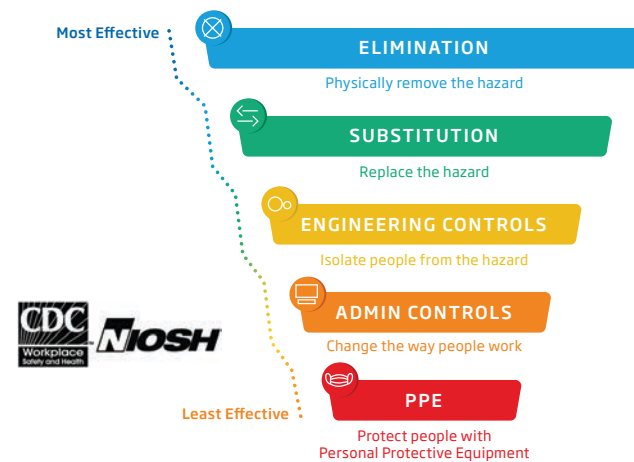 Most Effective
ELIMINATION
Physically remove the hazard
SUBSTITUTION
Replace the hazard
ENGINEERING CONTROLS
Isolate people from the hazard
CDC
Workplace
Safety and Health
NIOSH
ADMIN CONTROLS
Change the way people work
PPE
Least Effective
Protect people with
Personal Protective Equipment